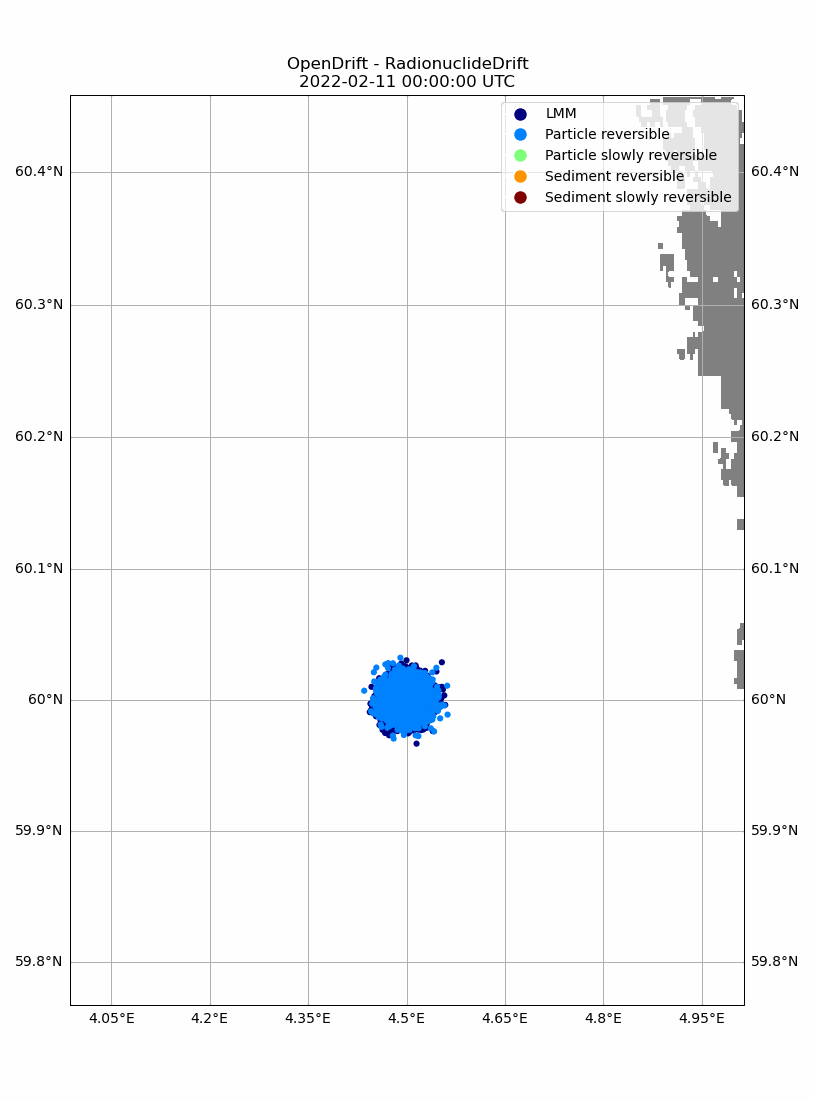 OpenDrift - RadionuclideDrift
2022-02-11 00:00:00 UTC
LMM
Particle reversible
Particle slowly reversible
Sediment reversible
Sediment slowly reversible
60.4°N 60.4°N
60.3°N 60.3°N
60.2°N 60.2°N
60.1°N 60.1°N
60°N 60°N
59.9°N 59.9°N
59.8°N 59.8°N
4.05°E 4.2°E 4.35°E 4.5°E 4.65°E 4.8°E 4.95°E